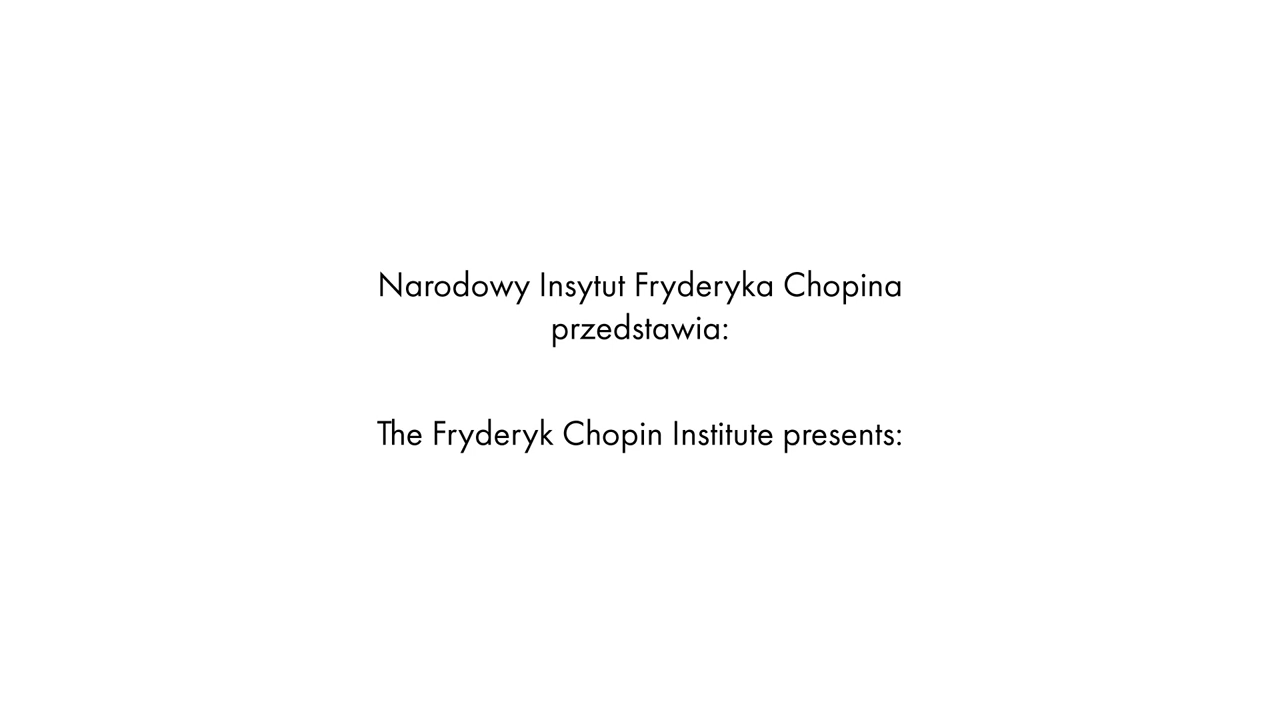 Narodowy Insytut Fryderyka Chopina
przedstawia:
The Fryderyk Chopin Institute presents: